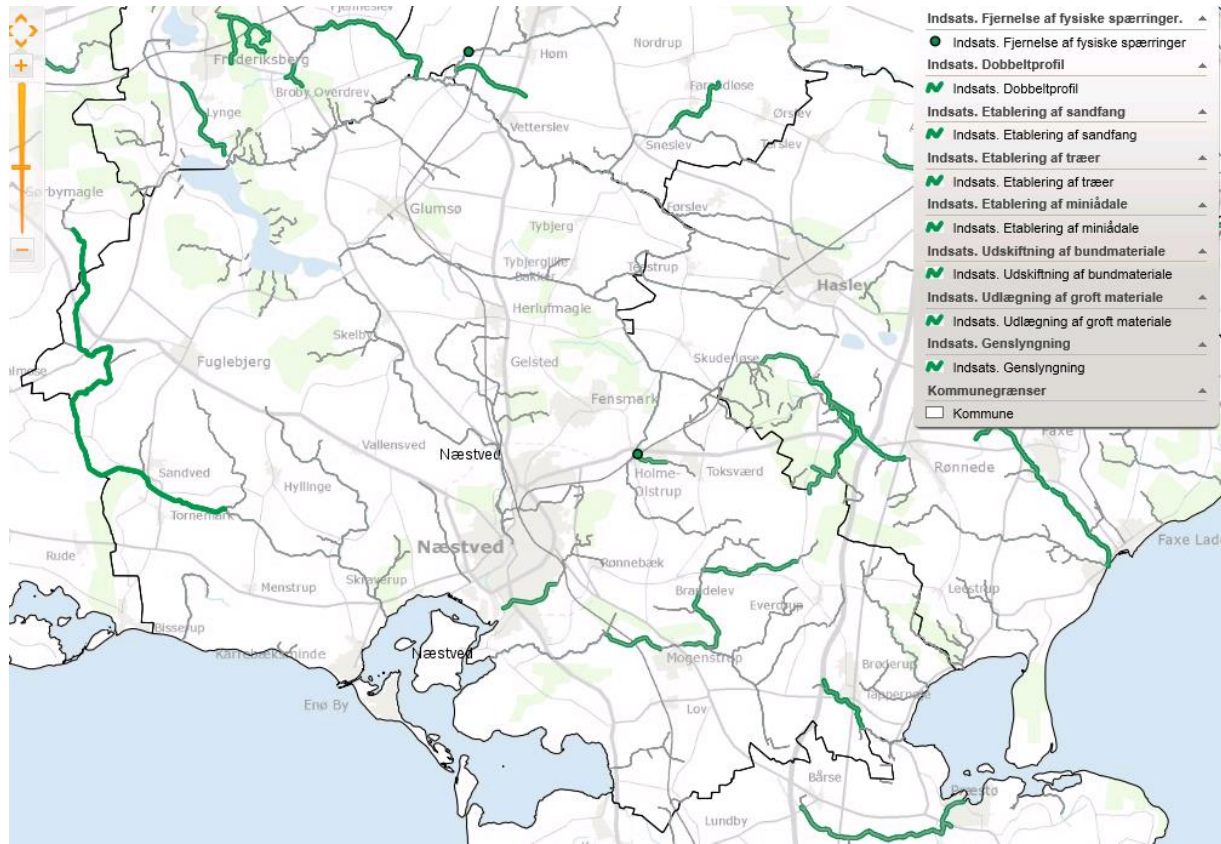 Fjenneslev
Indsats. Fjernelse af fysiske spærringer.
Nordrup
Høm
Indsats. Fjernelse af fysiske spærringer
Frederiksberg
Indsats. Dobbeltprofil
Broby Overdrev
Farendløse
Indsats. Dobbeltprofil
Lynge
Ørslev
Indsats. Etablering af sandfang
Vetterslev
Indsats. Etablering af sandfang
Sneslev
Terslev
Indsats. Etablering af træer
Sørbymagle
Indsats. Etablering af træer
Glumsø
Førslev
Indsats. Etablering af miniådale
Tybjerg
Indsats. Etablering af miniådale
Indsats. Udskiftning af bundmateriale
Tybjerglille
Bakker
Teestrup
Indsats. Udskiftning af bundmateriale
Haslev
Indsats. Udlægning af groft materiale
Herlufmagle
Indsats. Udlægning af groft materiale
Skelby
Indsats. Genslyngning
Fuglebjerg
Gelsted
Skuderløse
Indsats. Genslyngning
Kommunegrænser
Fensmark
Kommune
Vallensved
Næstved
Faxe
Sandved
Holme-
Olstrup
Toksværd
Rønnede
Hyllinge
Tornemark
Næstved
Faxe Lade
Rude
Rønnebæk
Menstrup
Skraverup
Brandelev
Everdrup
Leestrup
Bisserup
Karrebæksminde
Næstved
Mogenstrup
Brøderup
Tappernøje
Enø By
Lov
Bårse
Præstø
Lundby